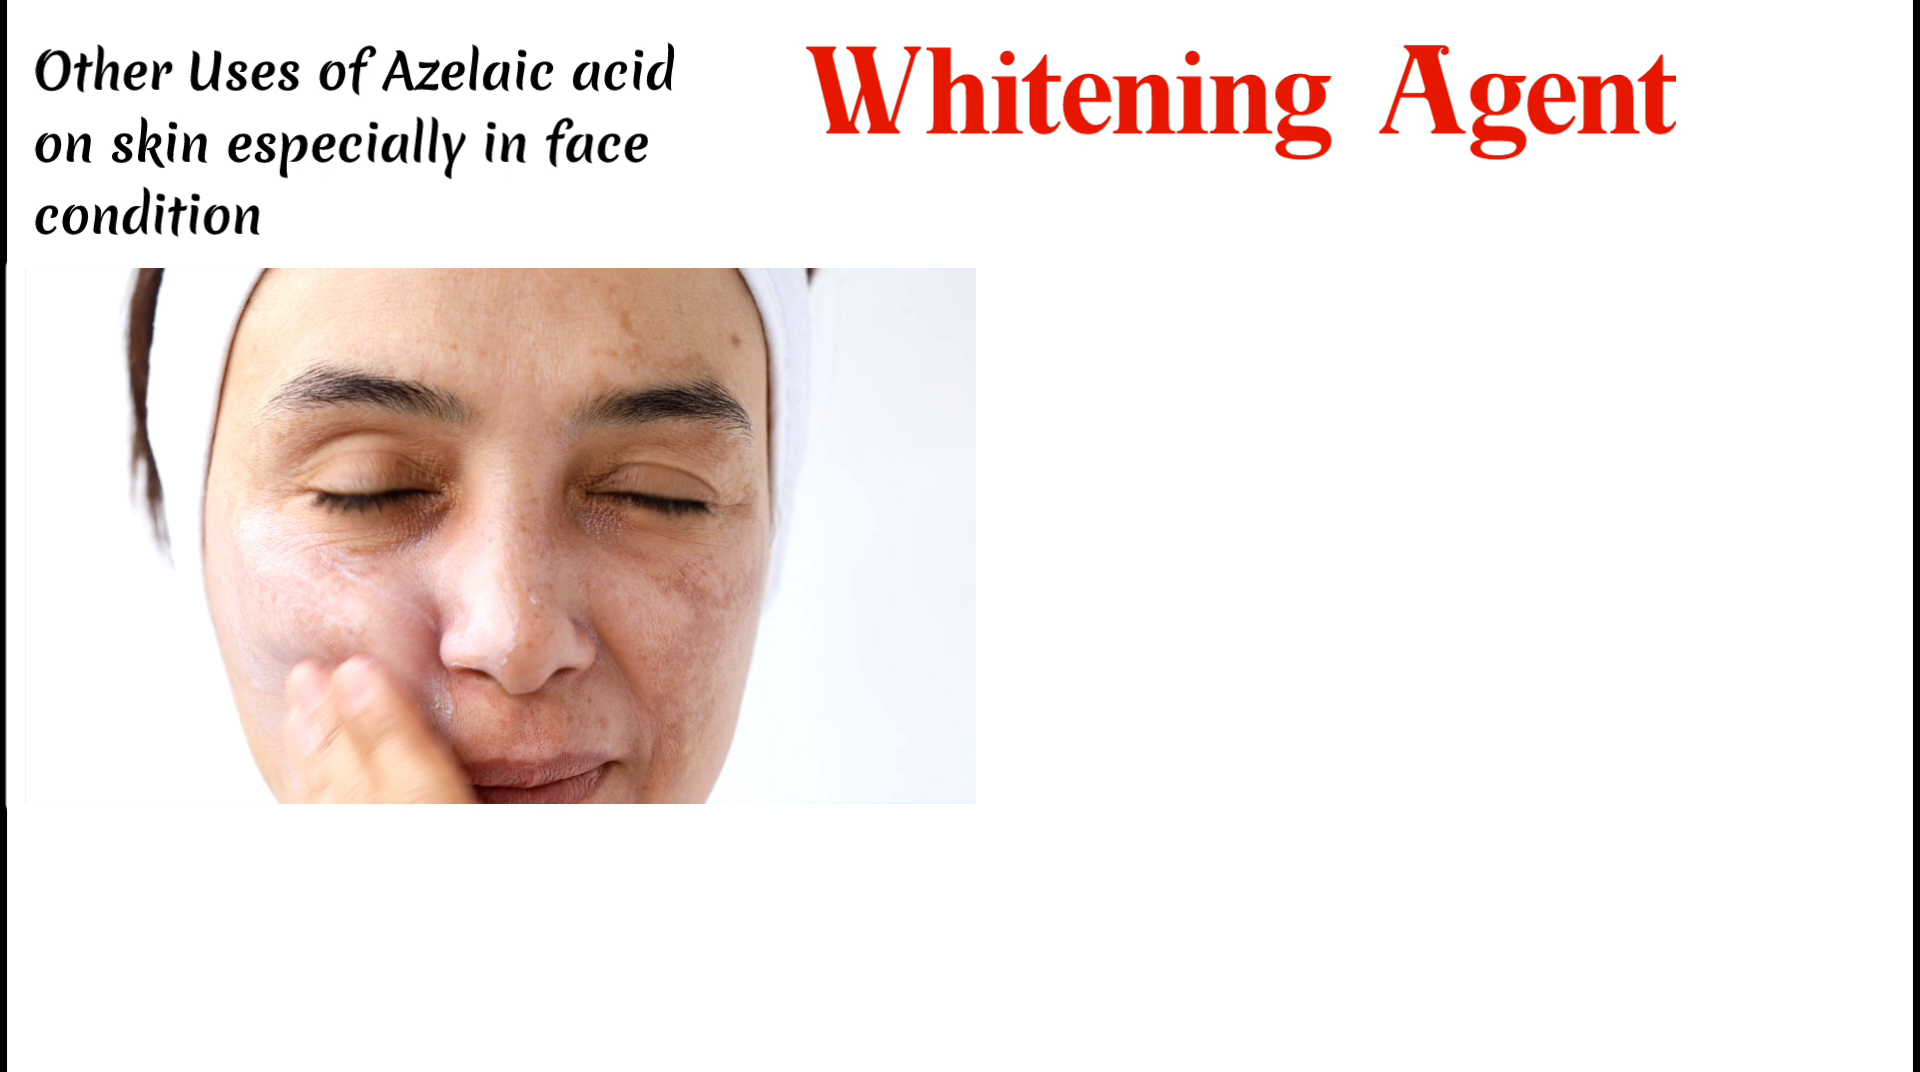 Other Uses of Azelaic acid
on skin especially in face
condition
Whitening Agent